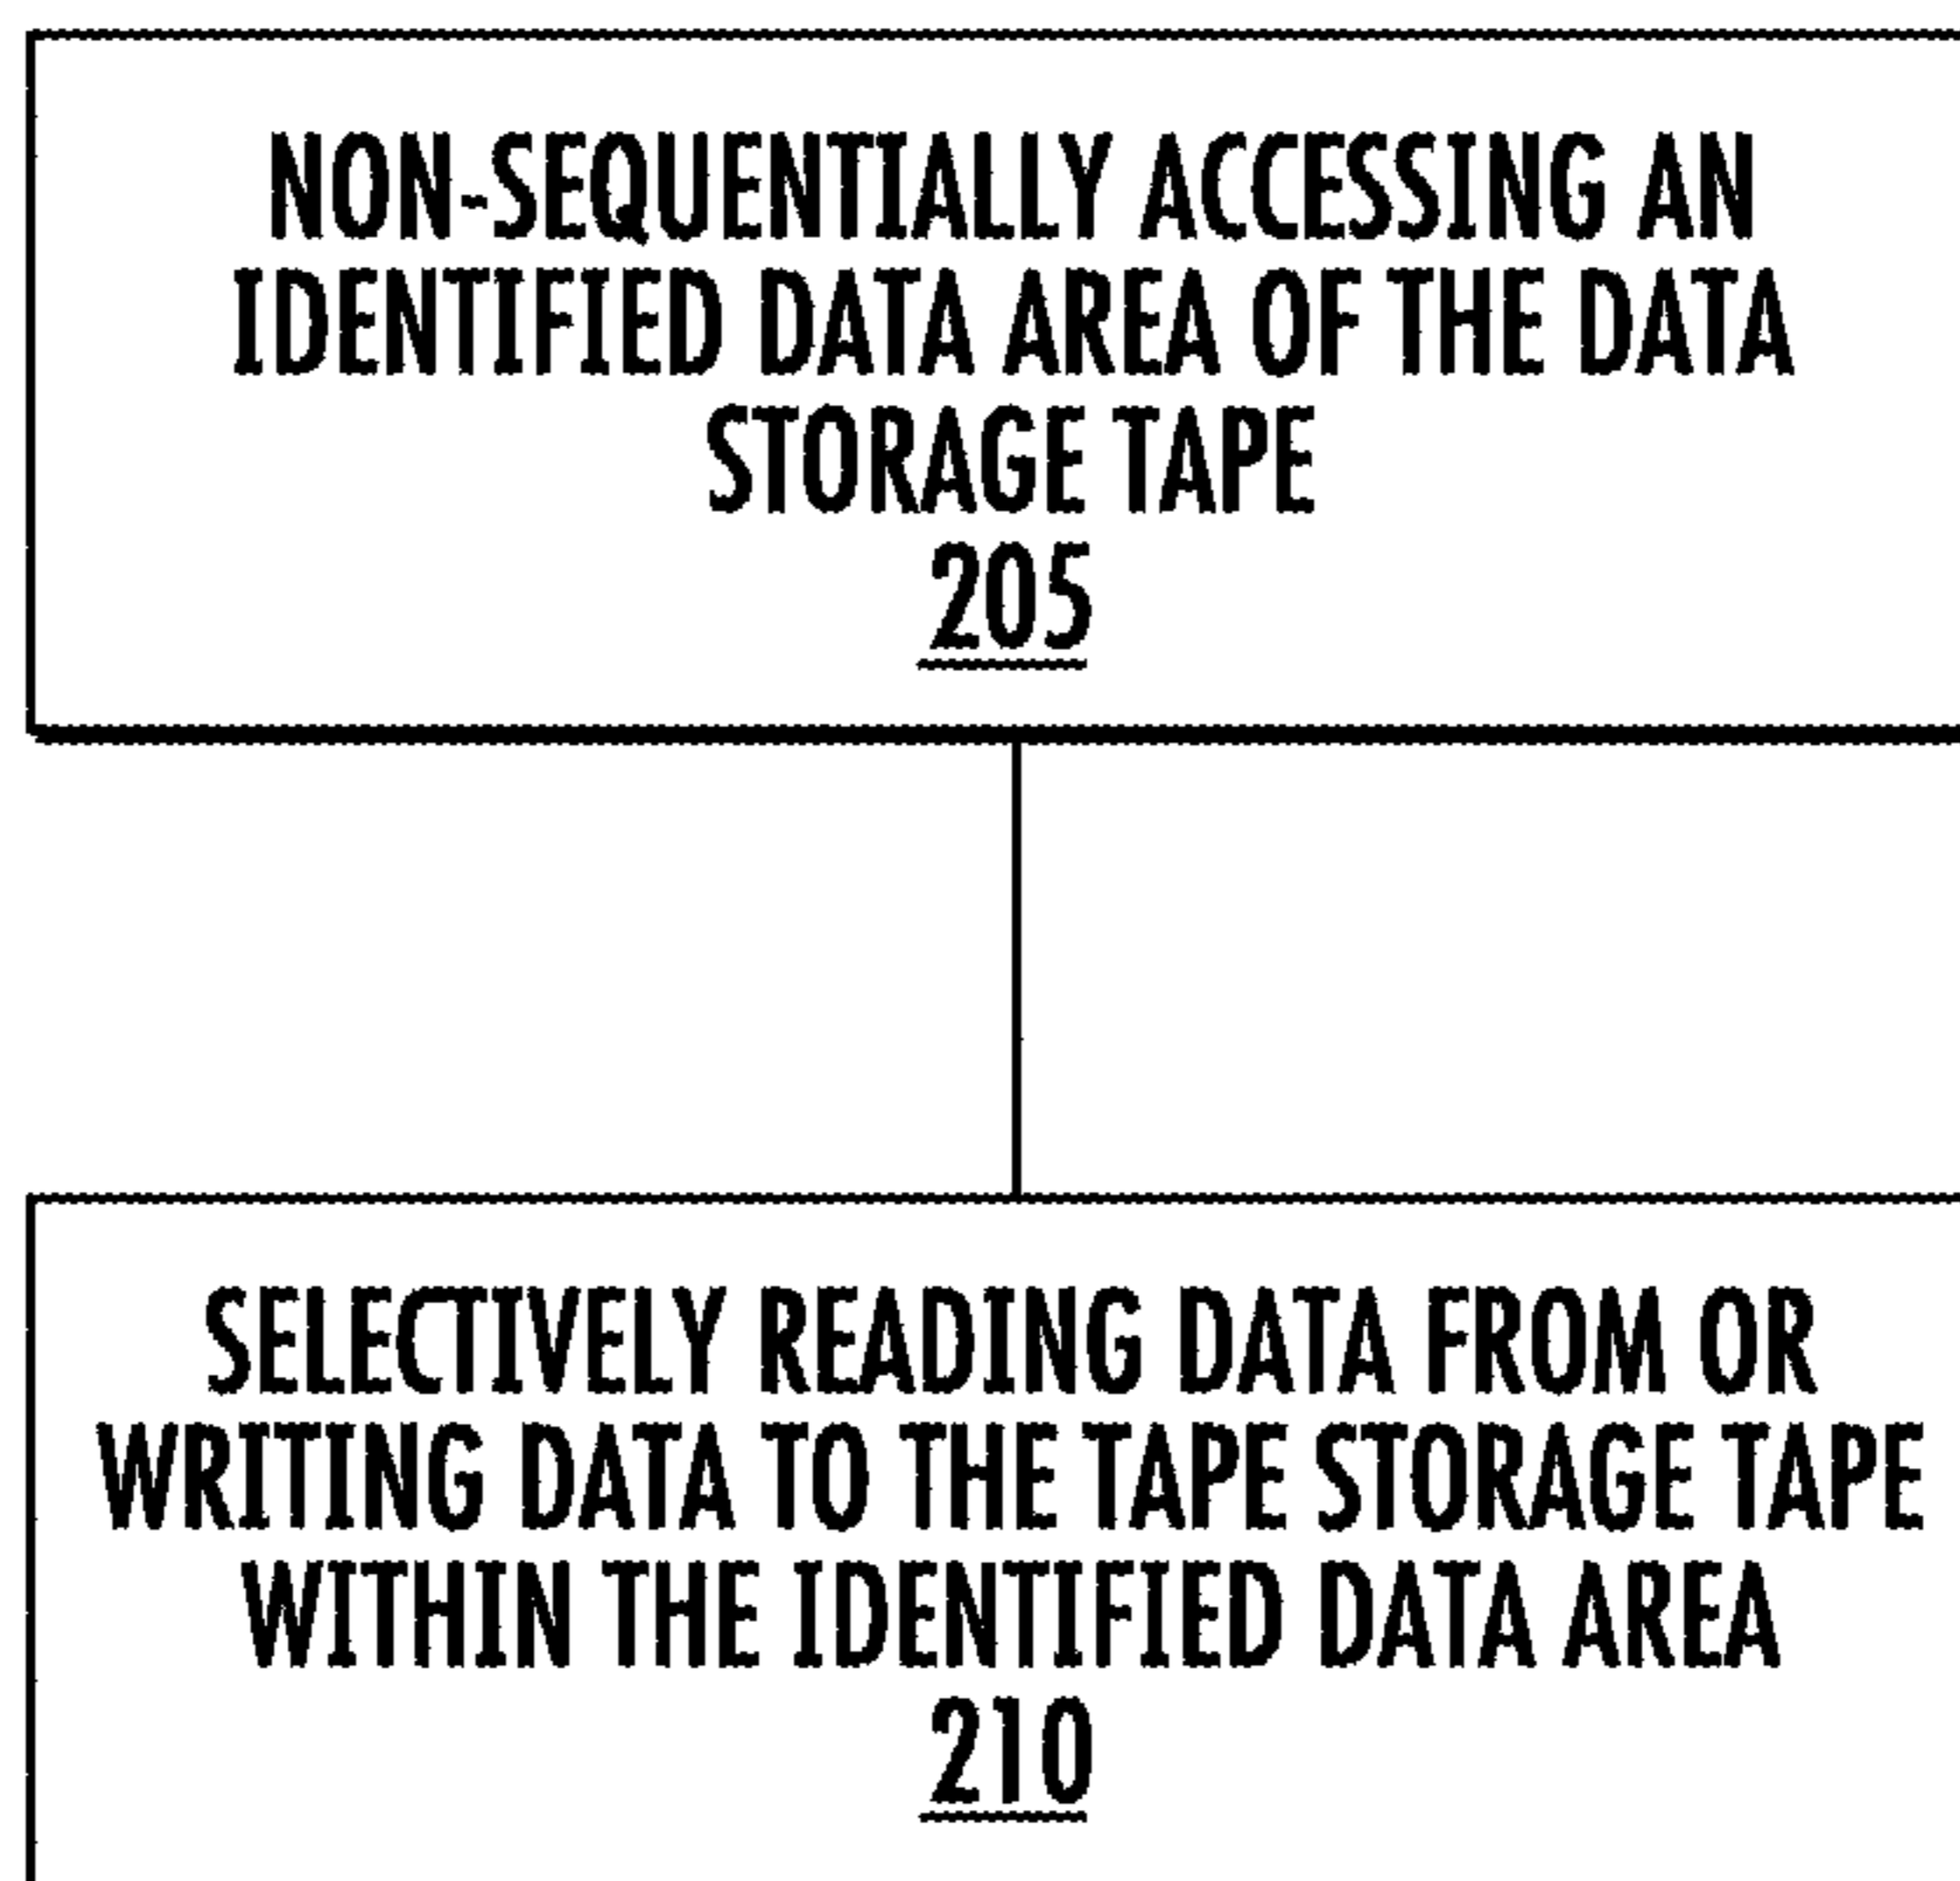 NON-SEQUENTIALLY ACCESSING AN
IDENTIFIED DATA AREA OF THE DATA
STORAGE TAPE
205
SELECTIVELY READING DATA FROM OR
WRITING DATA TO THE TAPE STORAGE TAPE
WITHIN THE IDENTIFIED DATA AREA
210